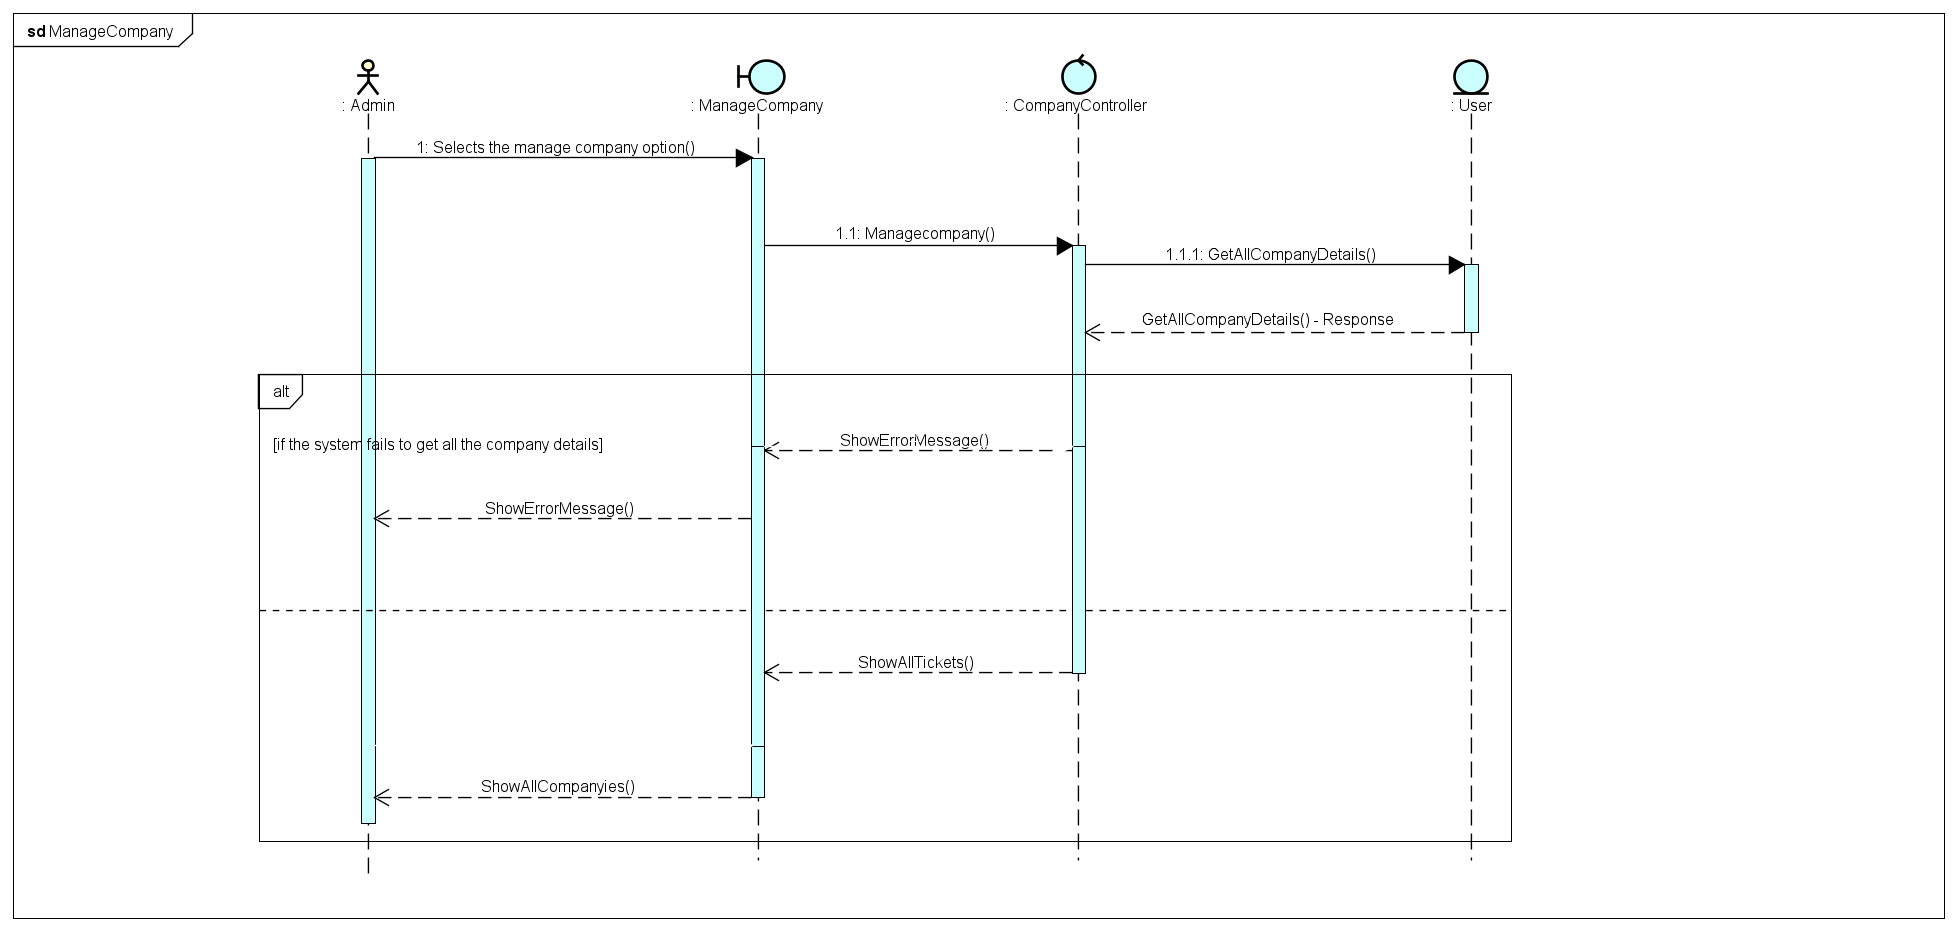 sd ManageCompany
: Admin
: ManageCompany
: CompanyController
: User
1: Selects the manage company option()
1.1: Managecompany()
1.1.1: GetAllCompanyDetails()
GetAllCompanyDetails() - Response
alt
[if the system fails to get all the company details]
ShowErrorMessage()
ShowErrorMessage()
ShowAllTickets()
ShowAllCompanyies()